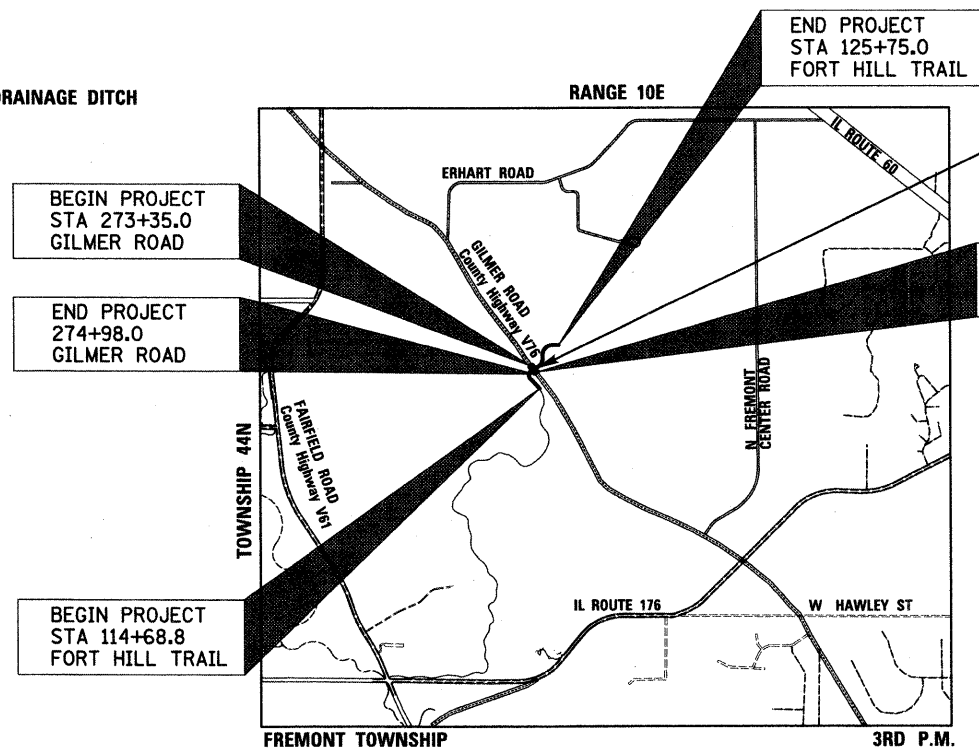 END PROJECT
STA 125+75.0
FORT HILL TRAIL
DRAINAGE DITCH
RANGE 10E
IL ROUTE 60
ERHART ROAD
BEGIN PROJECT
STA 273+35.0
GILMER ROAD
GILMER ROAD
County Highway V76
END PROJECT
274+98.0
GILMER ROAD
N FREMONT
CENTER ROAD
FAIRFIELD ROAD
County Highway V61
TOWNSHIP 44N
BEGIN PROJECT
STA 114+68.8
FORT HILL TRAIL
IL ROUTE 176
W HAWLEY ST
FREMONT TOWNSHIP
3RD P.M.